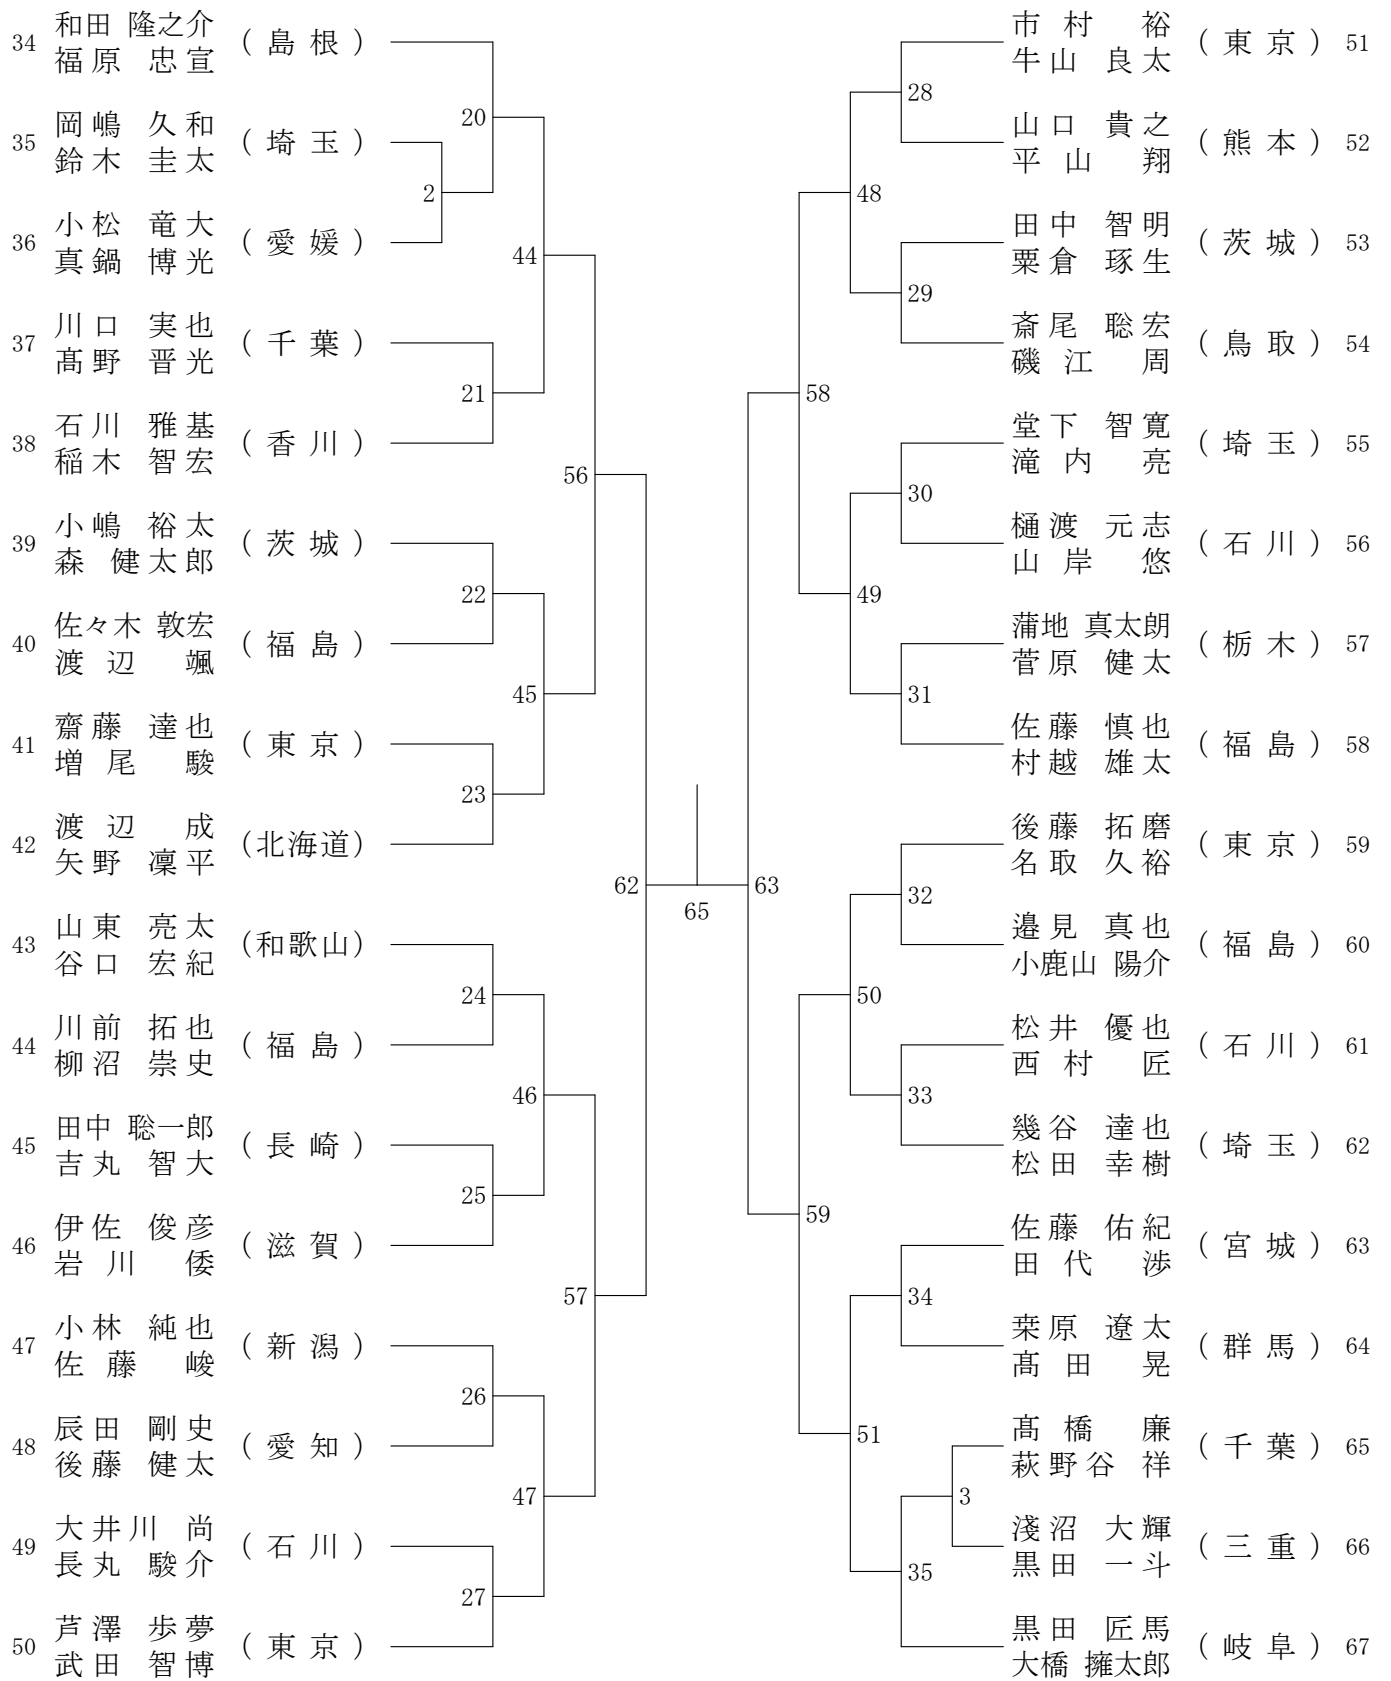 34 和田 隆之介 福原 忠宣 (島根)
35 岡嶋 久和 鈴木 圭太 (埼玉)
36 小松 竜大 真鍋 博光 (愛媛)
37 川口 実也 髙野 晋光 (千葉)
38 石川 雅基 稲木 智宏 (香川)
39 小嶋 裕太 森 健太郎 (茨城)
40 佐々木 敦宏 渡辺 颯 (福島)
41 齋藤 達也 増尾 駿 (東京)
42 渡辺 成 矢野 凜平 (北海道)
43 山東 亮太 谷口 宏紀 (和歌山)
44 川前 拓也 柳沼 崇史 (福島)
45 田中 聡一郎 吉丸 智大 (長崎)
46 伊佐 俊彦 岩川 倭 (滋賀)
47 小林 純也 佐藤 峻 (新潟)
48 辰田 剛史 後藤 健太 (愛知)
49 大井川 尚 長丸 駿介 (石川)
50 芦澤 歩夢 武田 智博 (東京)
20
2
44
21
56
22
45
23
62
24
46
25
57
26
47
27
65
市村 裕 牛山 良太 (東京) 51
山口 貴之 平山 翔 (熊本) 52
田中 智明 粟倉 琢生 (茨城) 53
斎尾 聡宏 磯江 周 (鳥取) 54
堂下 智寛 滝内 亮 (埼玉) 55
樋渡 元志 山岸 悠 (石川) 56
蒲地 真太朗 菅原 健太 (栃木) 57
佐藤 慎也 村越 雄太 (福島) 58
後藤 拓磨 名取 久裕 (東京) 59
邉見 真也 小鹿山 陽介 (福島) 60
松井 優也 西村 匠 (石川) 61
幾谷 達也 松田 幸樹 (埼玉) 62
佐藤 佑紀 田代 渉 (宮城) 63
桒原 遼太 髙田 晃 (群馬) 64
髙橋 廉 萩野谷 祥 (千葉) 65
淺沼 大輝 黒田 一斗 (三重) 66
黒田 匠馬 大橋 擁太郎 (岐阜) 67
28
48
29
58
30
49
31
63
32
50
33
59
34
51
3
35